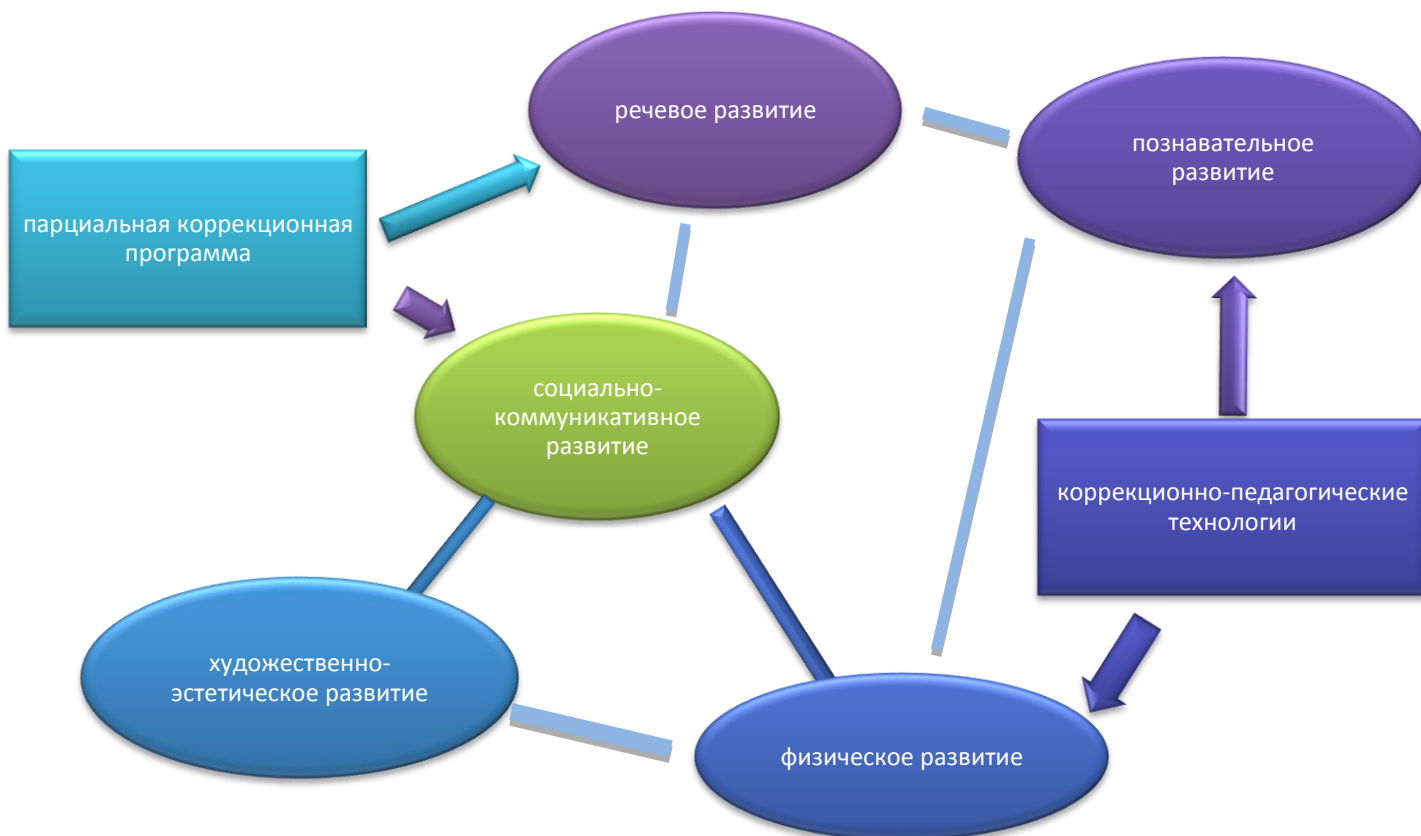 речевое развитие
познавательное
развитие
парциальная коррекционная
программа
социально-
коммуникативное
развитие
коррекционно-педагогические
технологии
художественно-
эстетическое развитие
физическое развитие